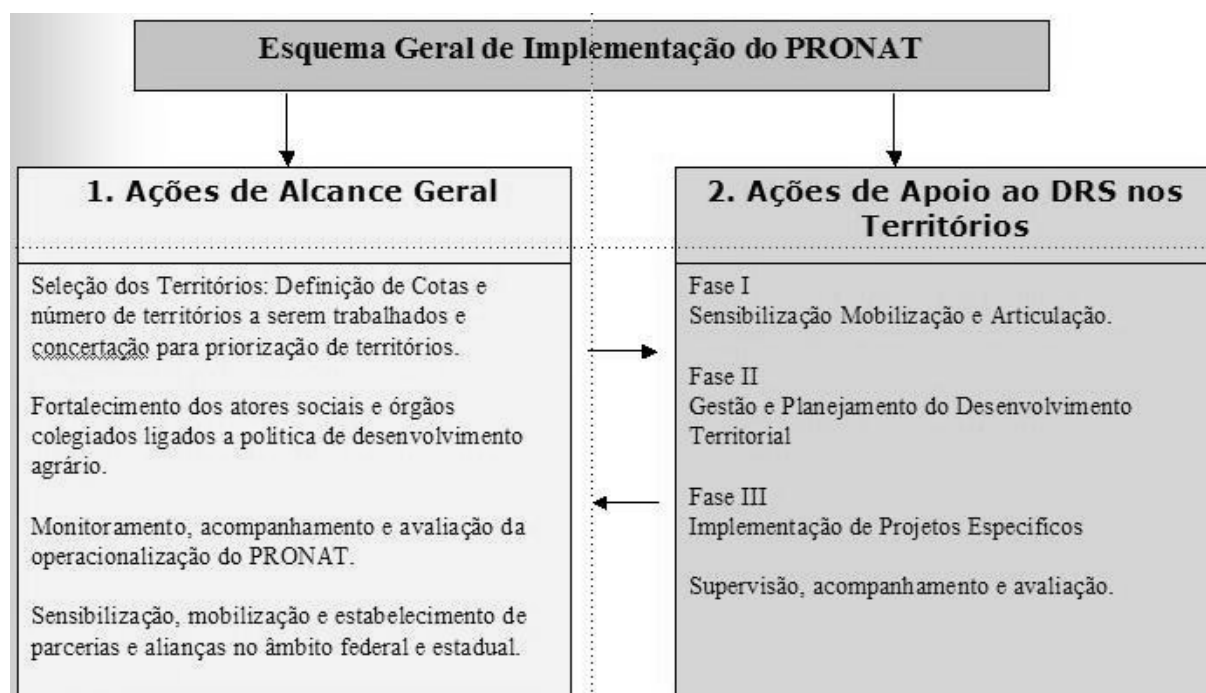 Esquema Geral de Implementação do PRONAT
1. Ações de Alcance Geral
Seleção dos Territórios: Definição de Cotas e
número de territórios a serem trabalhados e
concertação para priorização de territórios.
Fortalecimento dos atores sociais e órgãos
colegiados ligados a politica de desenvolvimento
agrário.
Monitoramento, acompanhamento e avaliação da
operacionalização do PRONAT.
Sensibilização, mobilização e estabelecimento de
parcerias e alianças no âmbito federal e estadual.
2. Ações de Apoio ao DRS nos
Territórios
Fase I
Sensibilização Mobilização e Articulação.
Fase II
Gestão e Planejamento do Desenvolvimento
Territorial
Fase III
Implementação de Projetos Especificos
Supervisão, acompanhamento e avaliação.